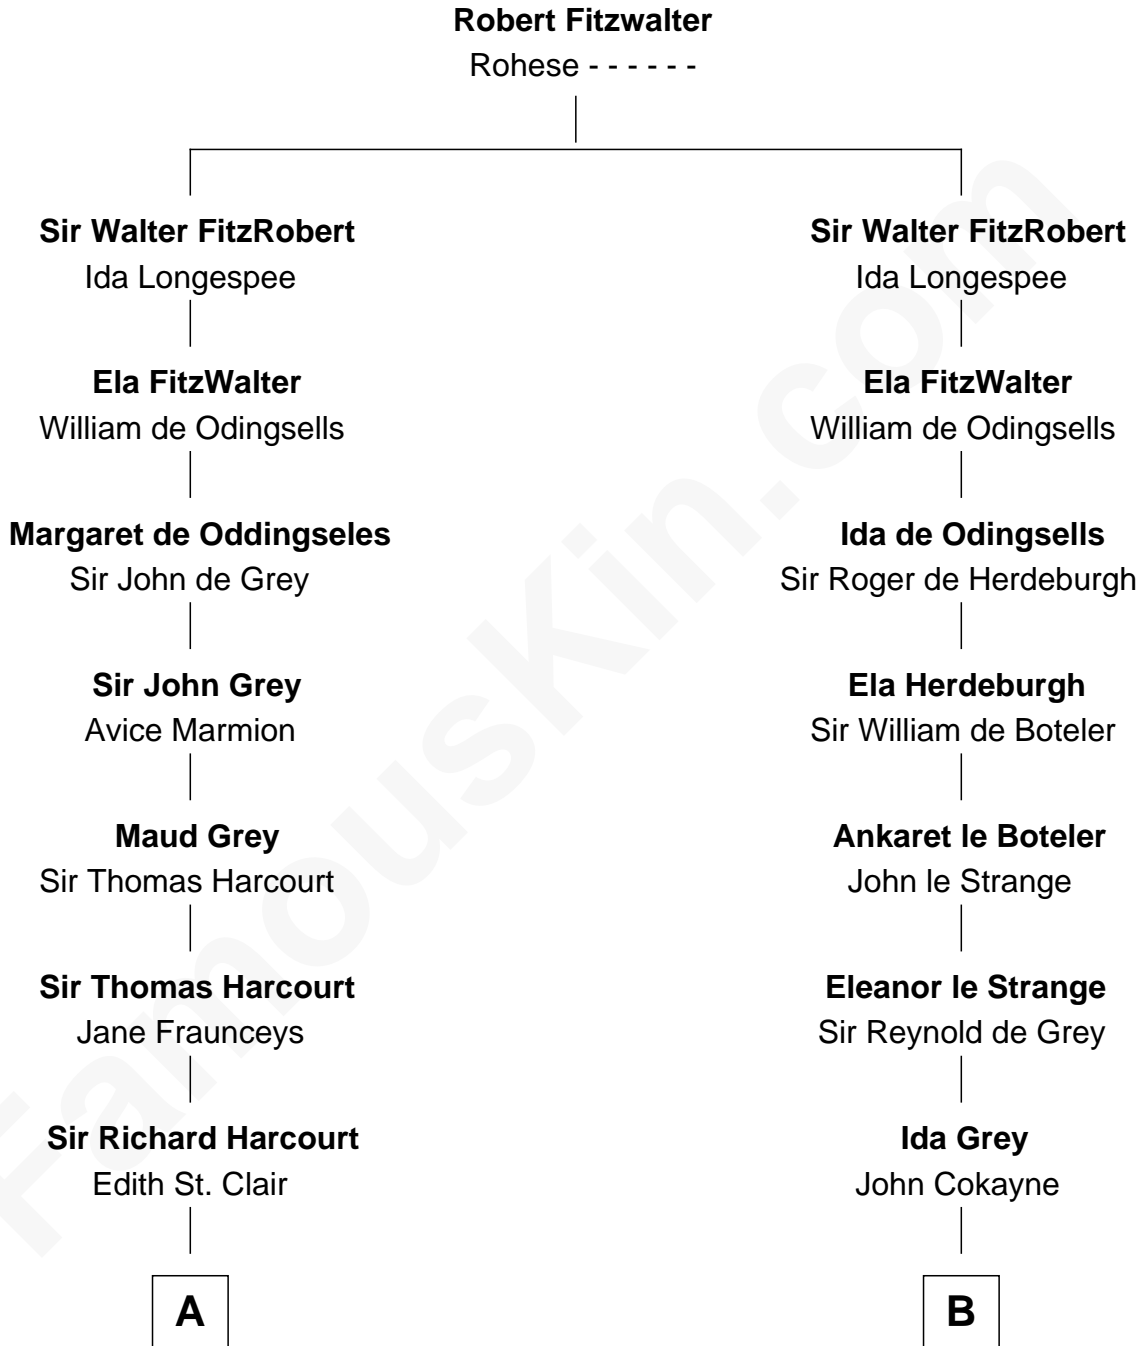 Robert Fitzwalter
Rohese - - - - - -
Sir Walter FitzRobert
Ida Longespee
Ela FitzWalter
William de Odingsells
Margaret de Oddingseles
Sir John de Grey
Sir John Grey
Avice Marmion
Maud Grey
Sir Thomas Harcourt
Sir Thomas Harcourt
Jane Fraunceys
Sir Richard Harcourt
Edith St. Clair
A
Sir Walter FitzRobert
Ida Longespee
Ela FitzWalter
William de Odingsells
Ida de Odingsells
Sir Roger de Herdeburgh
Ela Herdeburgh
Sir William de Boteler
Ankaret le Boteler
John le Strange
Eleanor le Strange
Sir Reynold de Grey
Ida Grey
John Cokayne
B
FamousKin.com